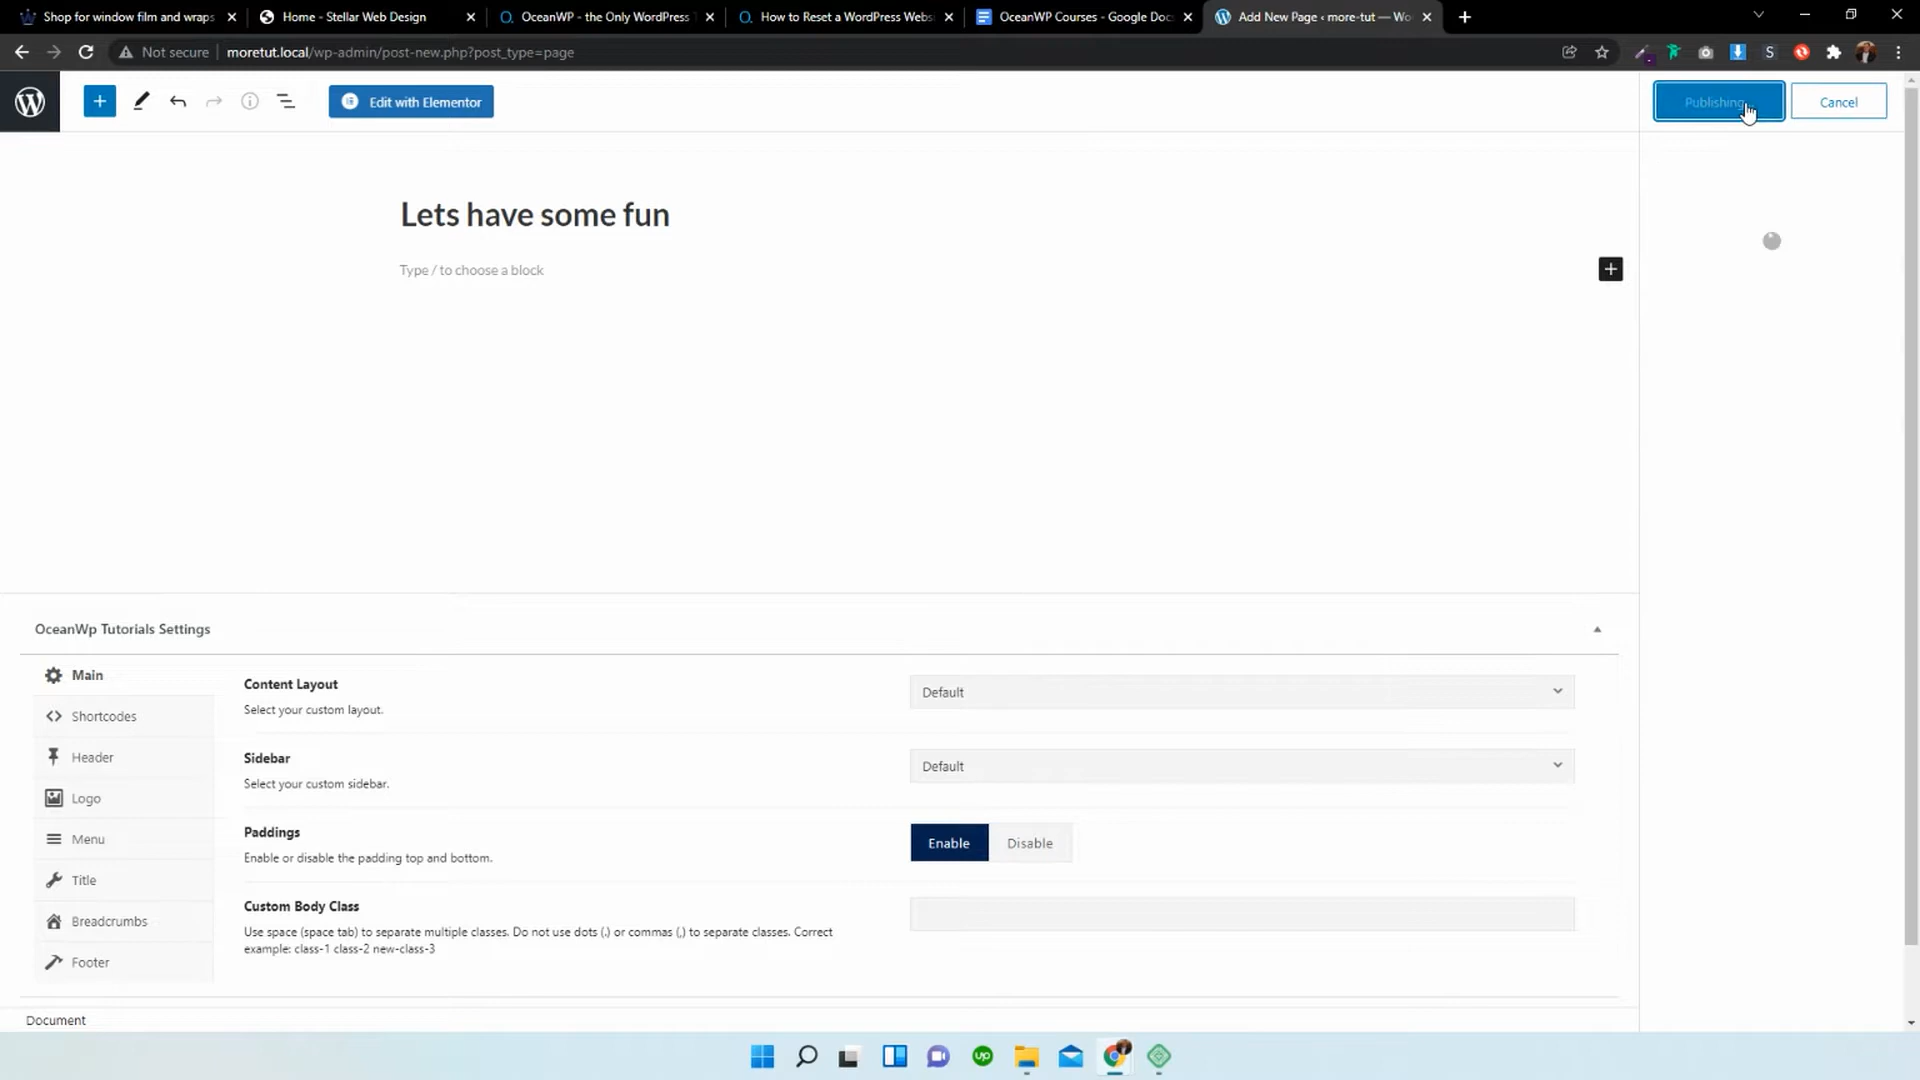 Shop for window film and wraps
Home - Stellar Web Design
OceanWP - the Only WordPress T
How to Reset a WordPress Websi
OceanWP Courses - Google Doc
Add New Page ‹ more-tut — Wo
Not secure
moretut.local/wp-admin/post-new.php?post_type=page
Edit with Elementor
Publishing
Cancel
Lets have some fun
Type / to choose a block
OceanWp Tutorials Settings
Main
Shortcodes
Header
Logo
Menu
Title
Breadcrumbs
Footer
Content Layout
Select your custom layout.
Default
Sidebar
Select your custom sidebar.
Default
Paddings
Enable or disable the padding top and bottom.
Enable
Disable
Custom Body Class
Use space (space tab) to separate multiple classes. Do not use dots (.) or commas (,) to separate classes. Correct
example: class-1 class-2 new-class-3
Document
up